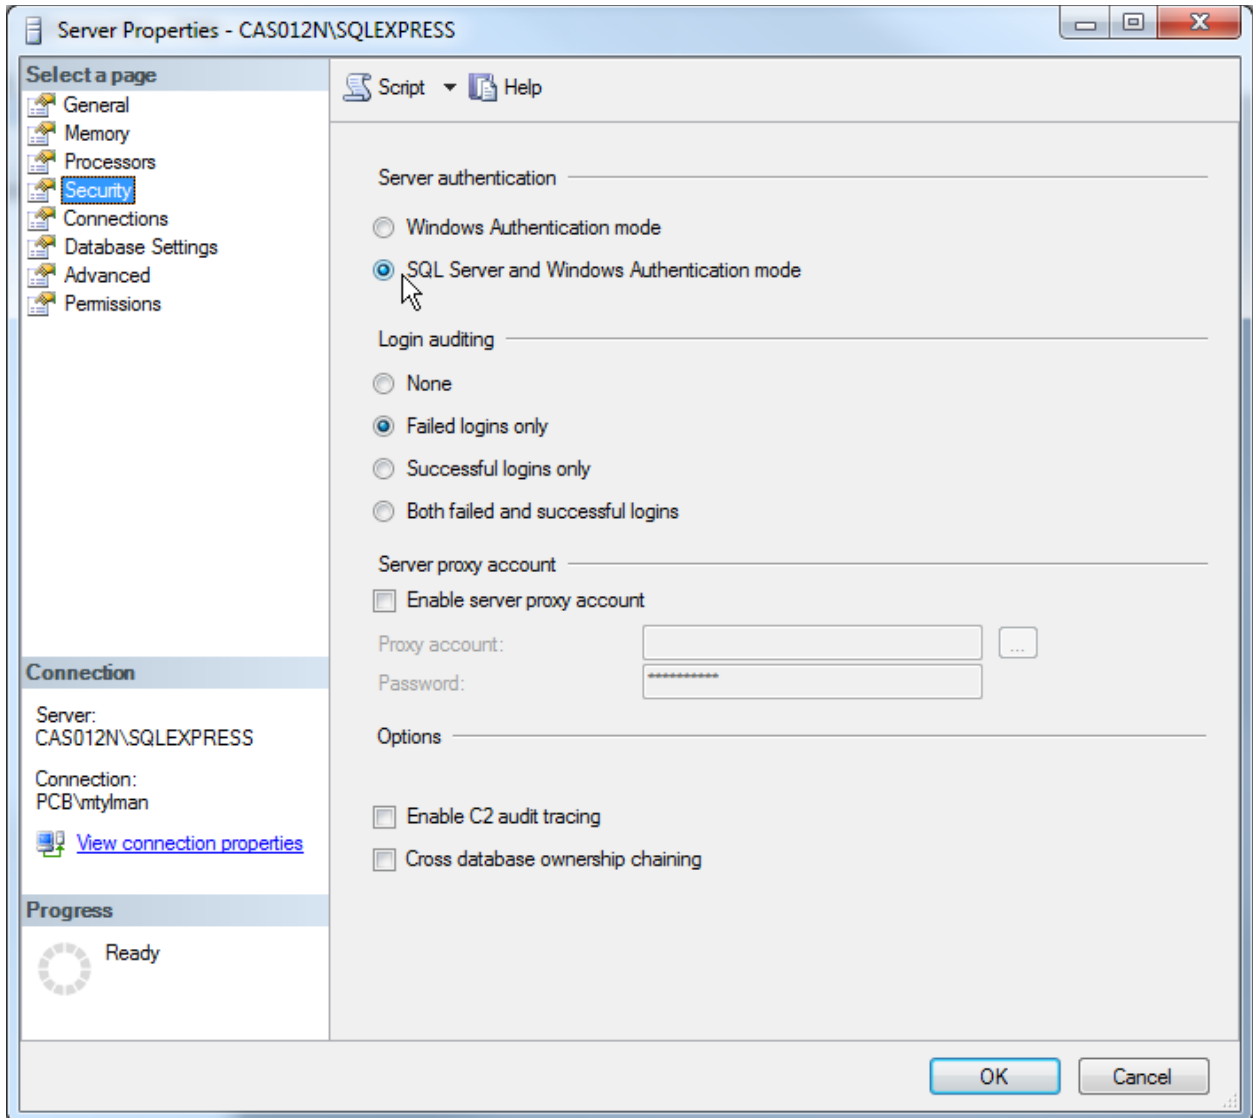 Server Properties - CAS012N\SQLEXPRESS
Select a page
General
Memory
Processors
Security
Connections
Database Settings
Advanced
Permissions
Connection
Server:
CAS012N\SQLEXPRESS
Connection:
PCB\mtylman
View connection properties
Progress
Ready
Script Help
Server authentication
Windows Authentication mode
SQL Server and Windows Authentication mode
Login auditing
None
Failed logins only
Successful logins only
Both failed and successful logins
Server proxy account
Enable server proxy account
Proxy account: ...
Password: **********
Options
Enable C2 audit tracing
Cross database ownership chaining
OK Cancel